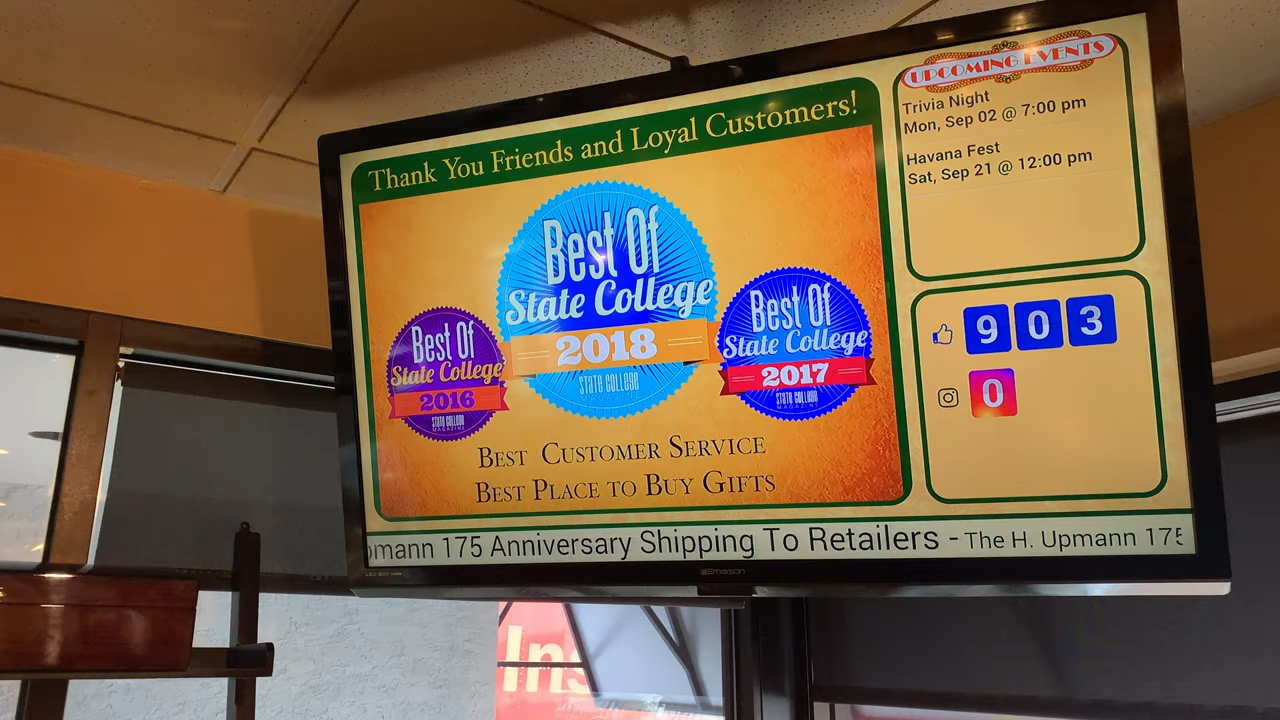 Thank You Friends and Loyal Customers!
Best Of
State College
2016
STATE COLLEGE
MAGAZINE
Best Of
State College
2018
STATE COLLEGE
Best Of
State College
2017
STATE COLLEGE
MAGAZINE
BEST CUSTOMER SERVICE
BEST PLACE TO BUY GIFTS
UPCOMING EVENTS
Trivia Night
Mon, Sep 02 @ 7:00 pm
Havana Fest
Sat, Sep 21 @ 12:00 pm
903
0
pmann 175 Anniversary Shipping To Retailers - The H. Upmann 175
Emerson
Ins